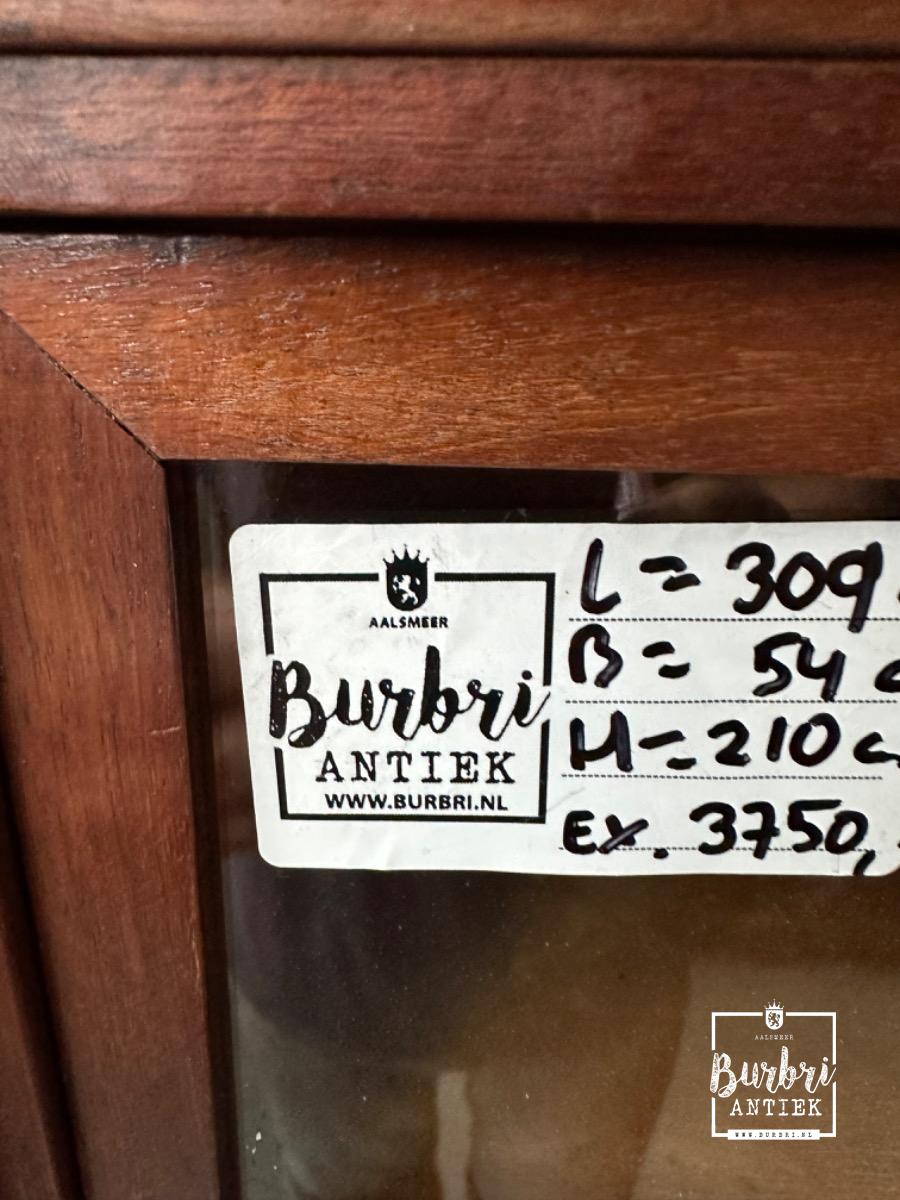 AALSMEER
Burbri
ANTIEK
WWW.BURBRI.NL
L = 309
B = 54 c
H = 210 c
Ex. 3750,
AALSMEER
Burbri
ANTIEK
WWW.BURBRI.NL